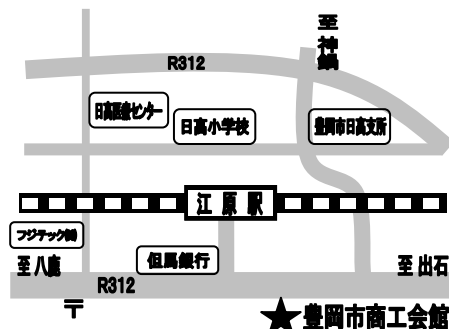 至
神
鍋
R312
日高医療センター
日高小学校
豊岡市日高支所
江原駅
フジテック㈱
至 八鹿
但馬銀行
至 出石
R312
〒
★豊岡市商工会館